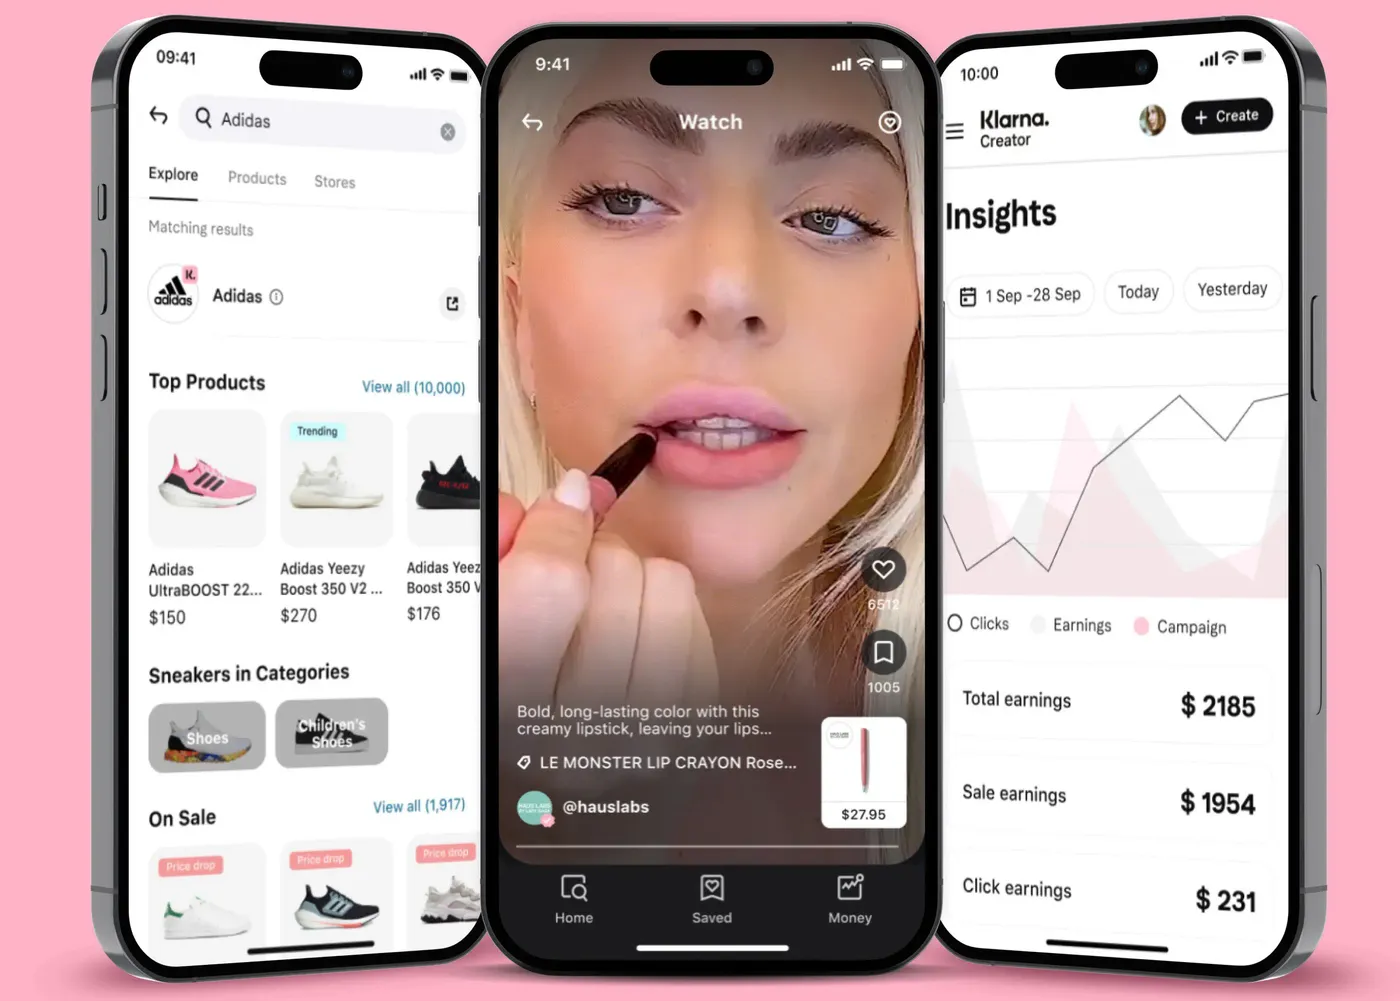 09:41
Adidas
Explore Products Stores
Matching results
K.
adidas
Adidas
Top Products View all (10,000)
Trending
Adidas
UltraBOOST 22...
$150
Adidas Yeezy
Boost 350 V2 ...
$270
Adidas Yeez
Boost 350 V
$176
Sneakers in Categories
Shoes
Children's
Shoes
On Sale View all (1,917)
Price drop
Price drop
Price drop
9:41
Watch
6512
1005
Bold, long-lasting color with this
creamy lipstick, leaving your lips...
LE MONSTER LIP CRAYON Rose...
@hauslabs
$27.95
Home Saved Money
10:00
Klarna.
Creator
+ Create
Insights
1 Sep -28 Sep Today Yesterday
Clicks Earnings Campaign
Total earnings $ 2185
Sale earnings $ 1954
Click earnings $ 231